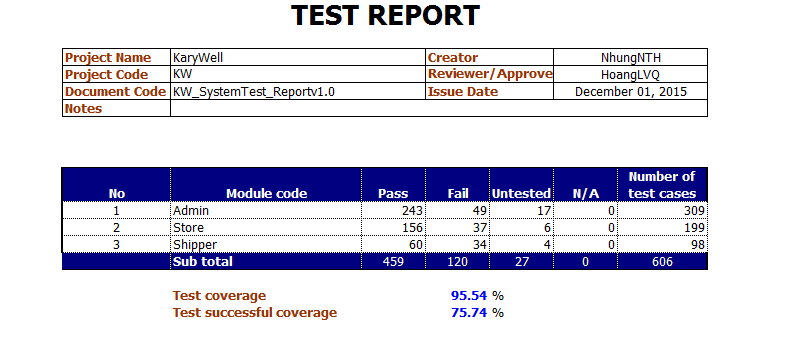 TEST REPORT
Project Name KaryWell Creator NhungNTH
Project Code KW Reviewer/Approve HoangLVQ
Document Code KW_SystemTest_Reportv1.0 Issue Date December 01, 2015
Notes
No Module code Pass Fail Untested N/A Number of test cases
1 Admin 243 49 17 0 309
2 Store 156 37 6 0 199
3 Shipper 60 34 4 0 98
Sub total 459 120 27 0 606
Test coverage 95.54 %
Test successful coverage 75.74 %